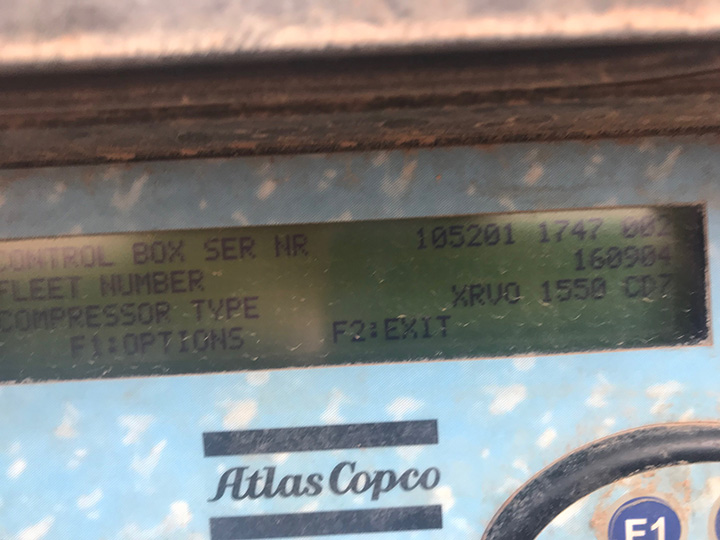 CONTROL BOX SER NR 105201 1747 002
FLEET NUMBER 160904
COMPRESSOR TYPE XRVO 1550 CD7
F1:OPTIONS F2:EXIT
Atlas Copco
F1